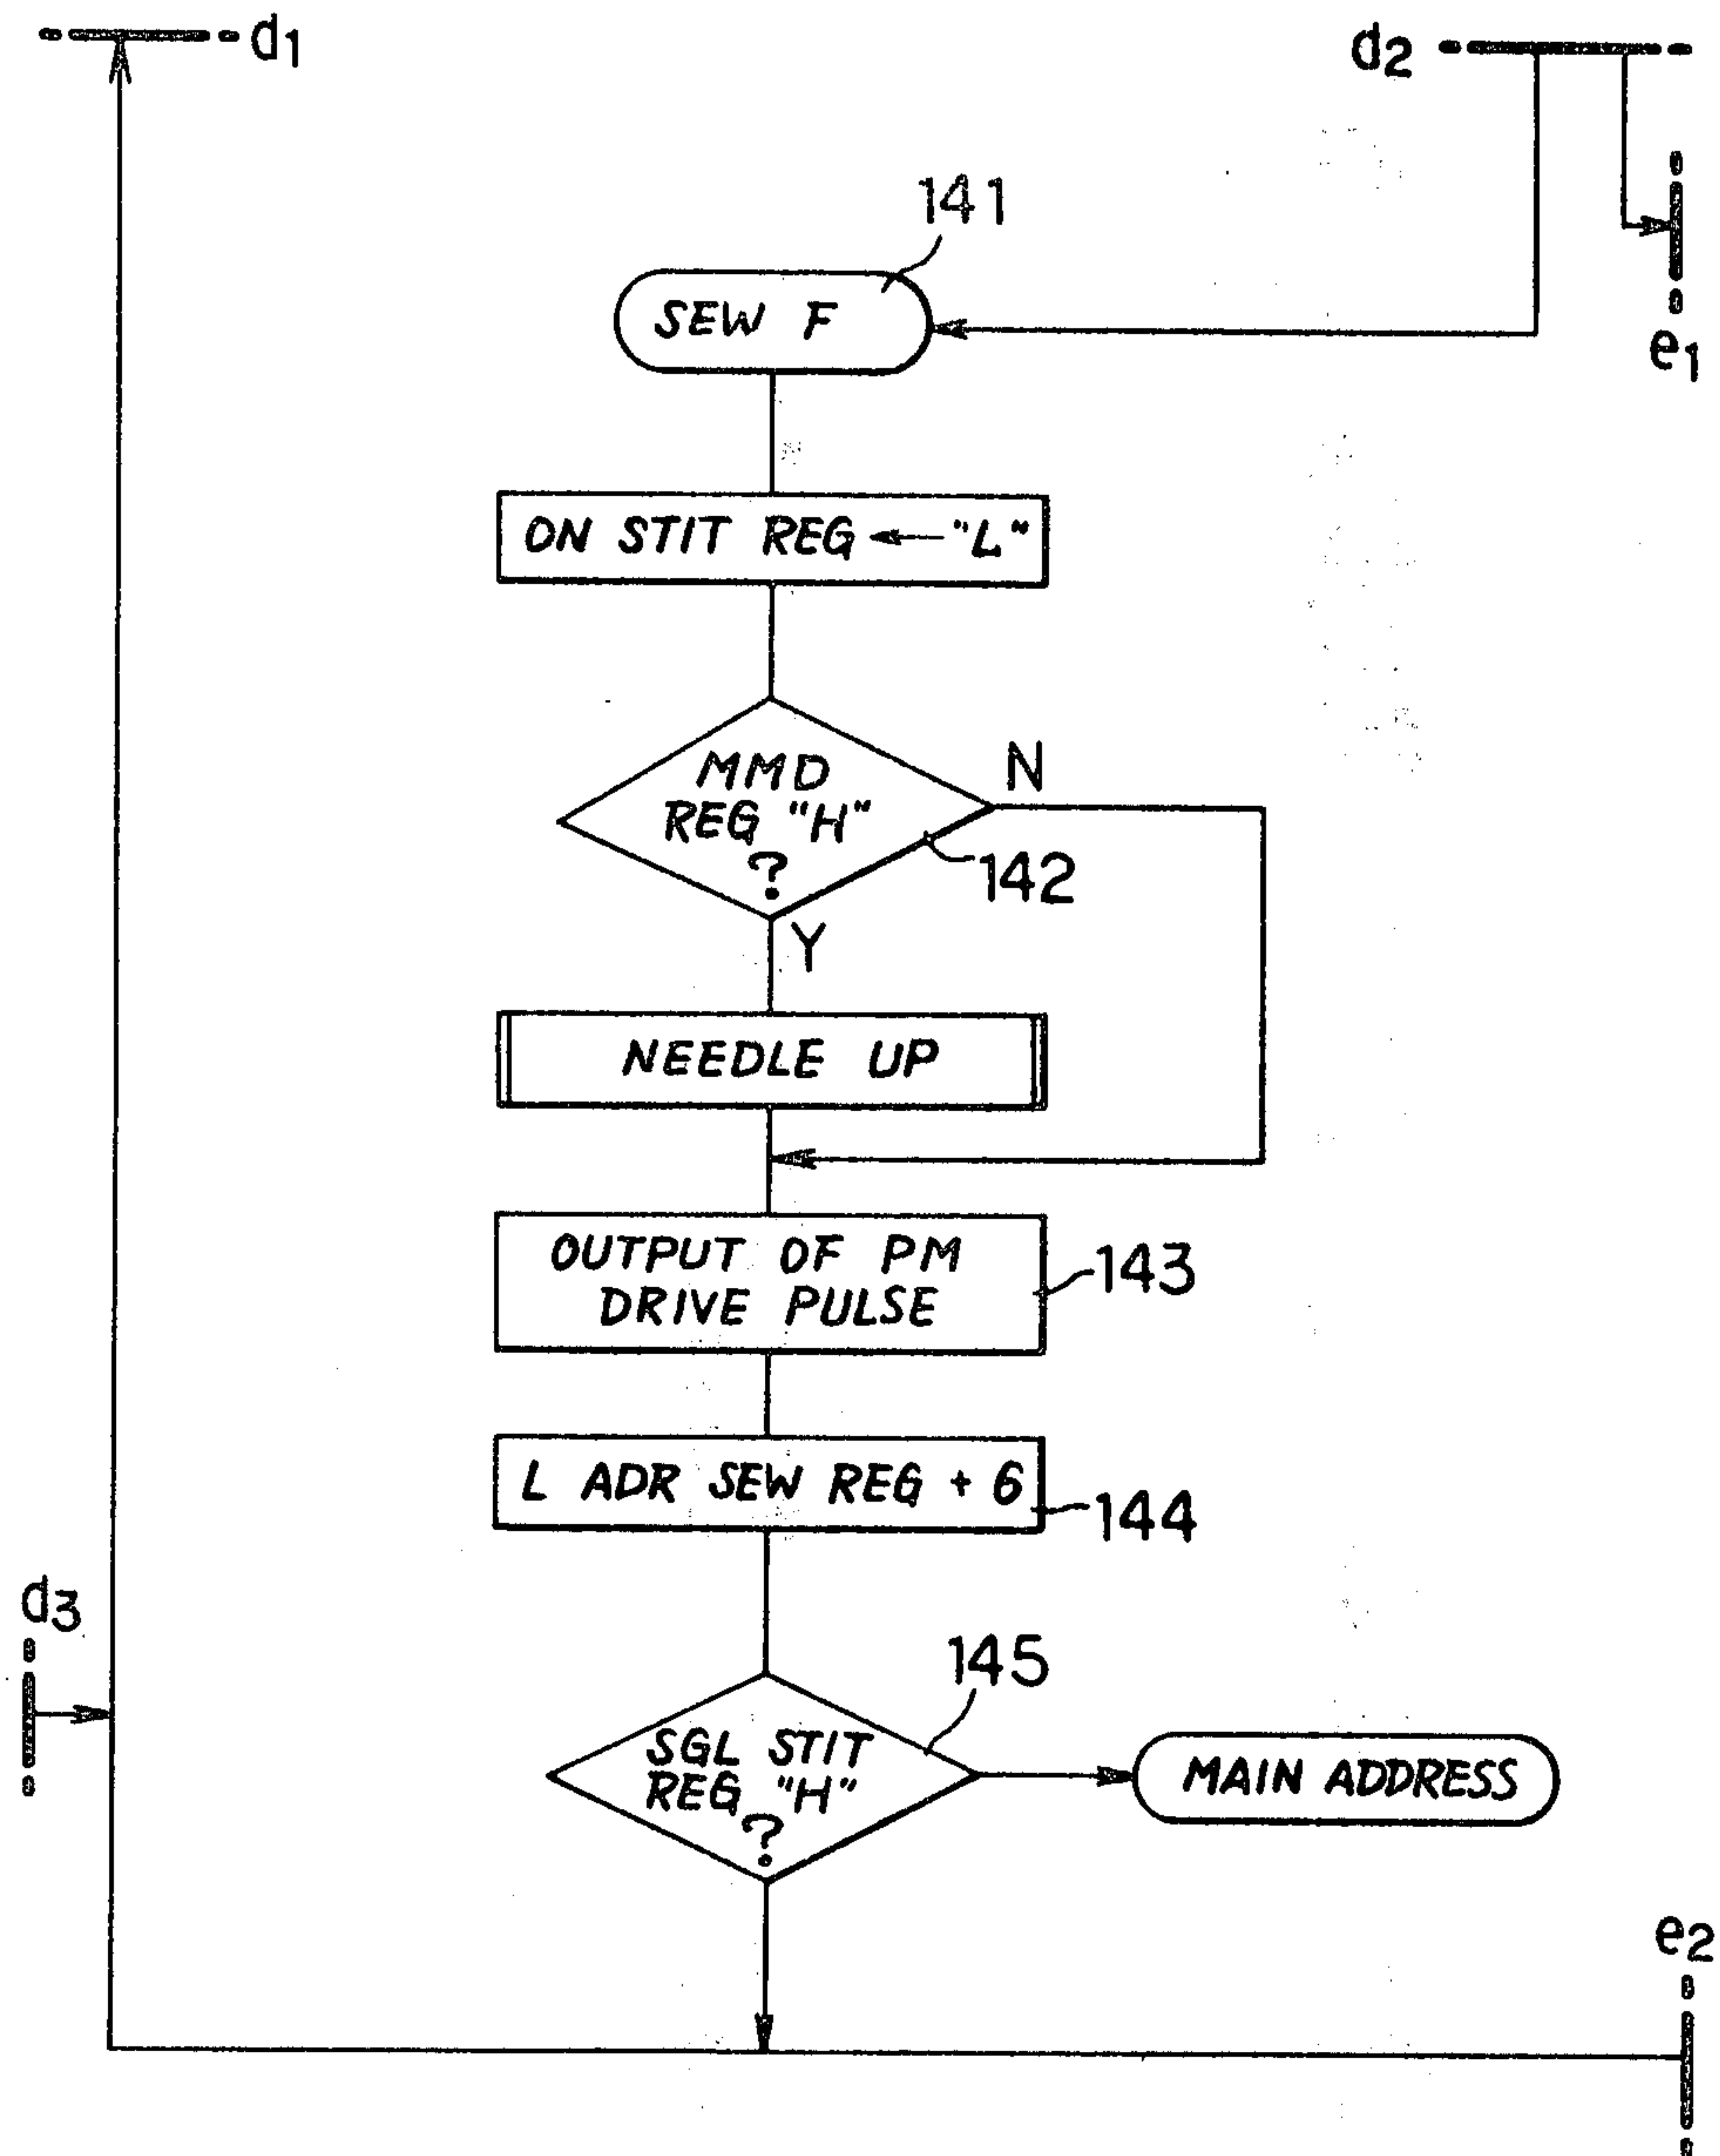 d1
d2
e1
141
SEW F
ON STIT REG ← "L"
MMD
REG "H"
?
N
142
Y
NEEDLE UP
OUTPUT OF PM
DRIVE PULSE
143
L ADR SEW REG + 6
144
d3
145
SGL STIT
REG "H"
?
MAIN ADDRESS
e2